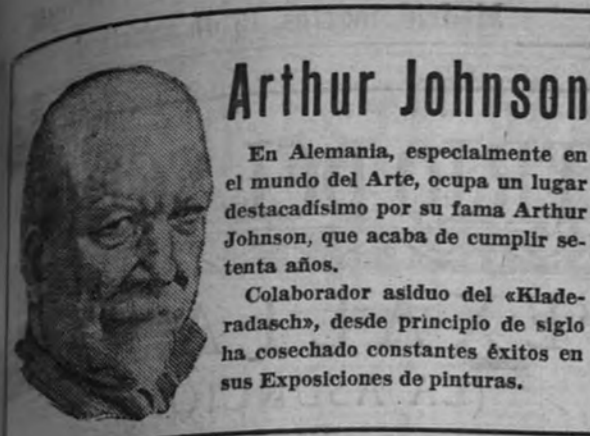 Arthur Johnson
En Alemania, especialmente en
el mundo del Arte, ocupa un lugar
destacadísimo por su fama Arthur
Johnson, que acaba de cumplir se-
tenta años.
Colaborador asiduo del «Klade-
radasch», desde principio de siglo
ha cosechado constantes éxitos en
sus Exposiciones de pinturas.